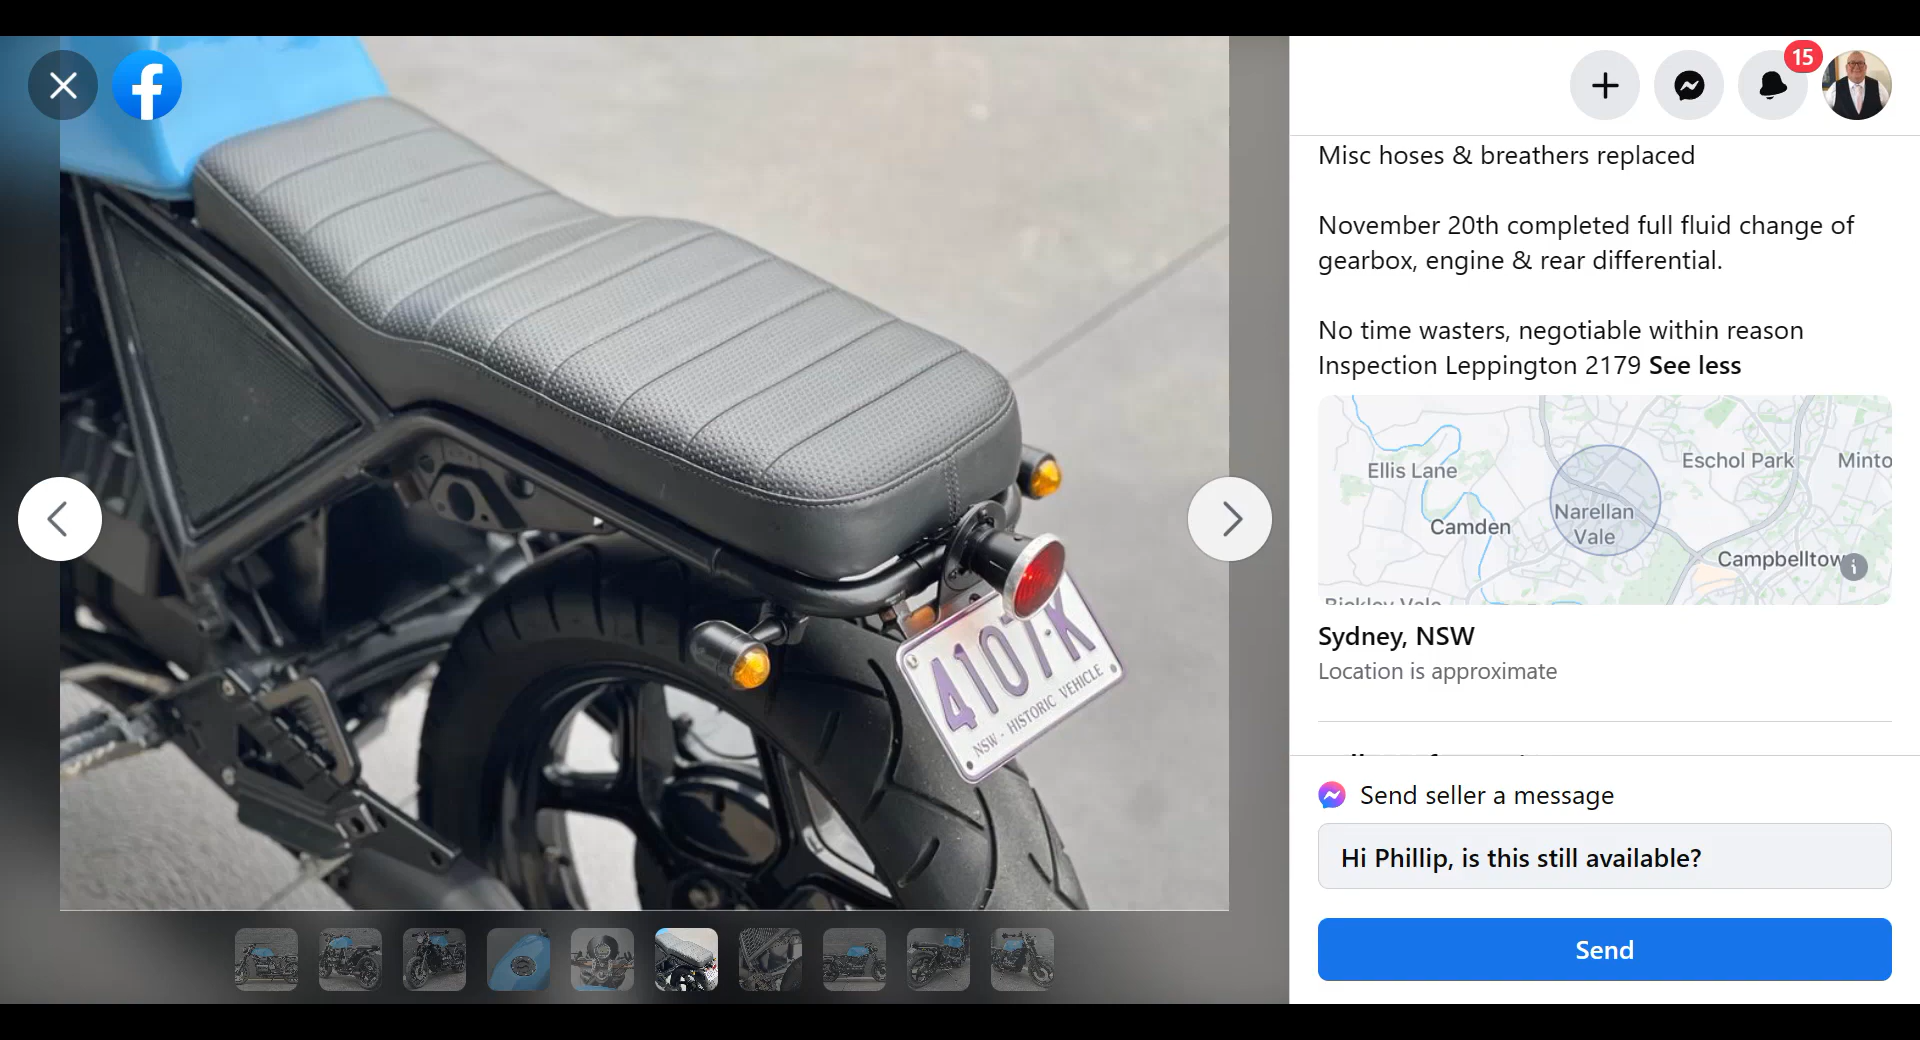 15
Misc hoses & breathers replaced
November 20th completed full fluid change of
gearbox, engine & rear differential.
No time wasters, negotiable within reason
Inspection Leppington 2179 See less
Ellis Lane
Eschol Park
Minto
Narellan
Vale
Camden
Campbelltow
Sydney, NSW
Location is approximate
4107·K
NSW - HISTORIC VEHICLE
Send seller a message
Hi Phillip, is this still available?
Send